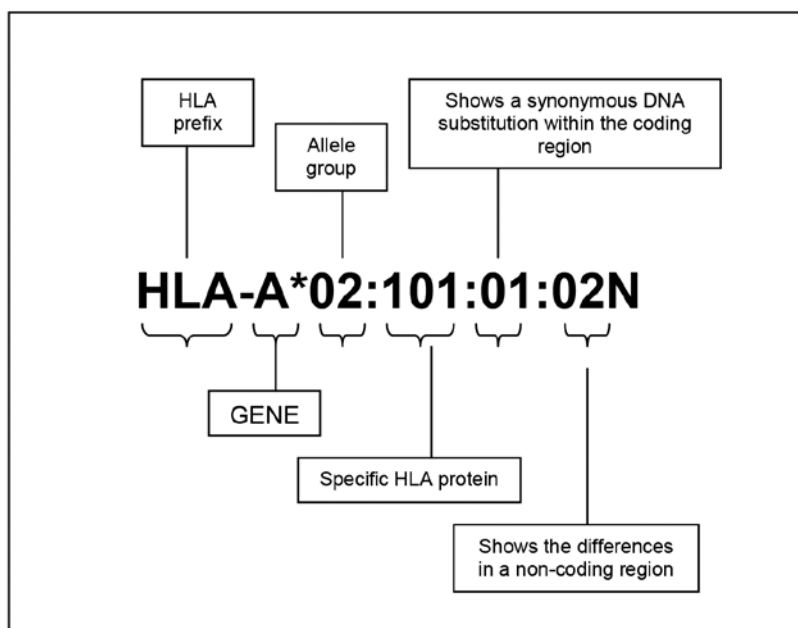 HLA
prefix
Allele
group
Shows a synonymous DNA
substitution within the coding
region
HLA-A*02:101:01:02N
GENE
Specific HLA protein
Shows the differences
in a non-coding region